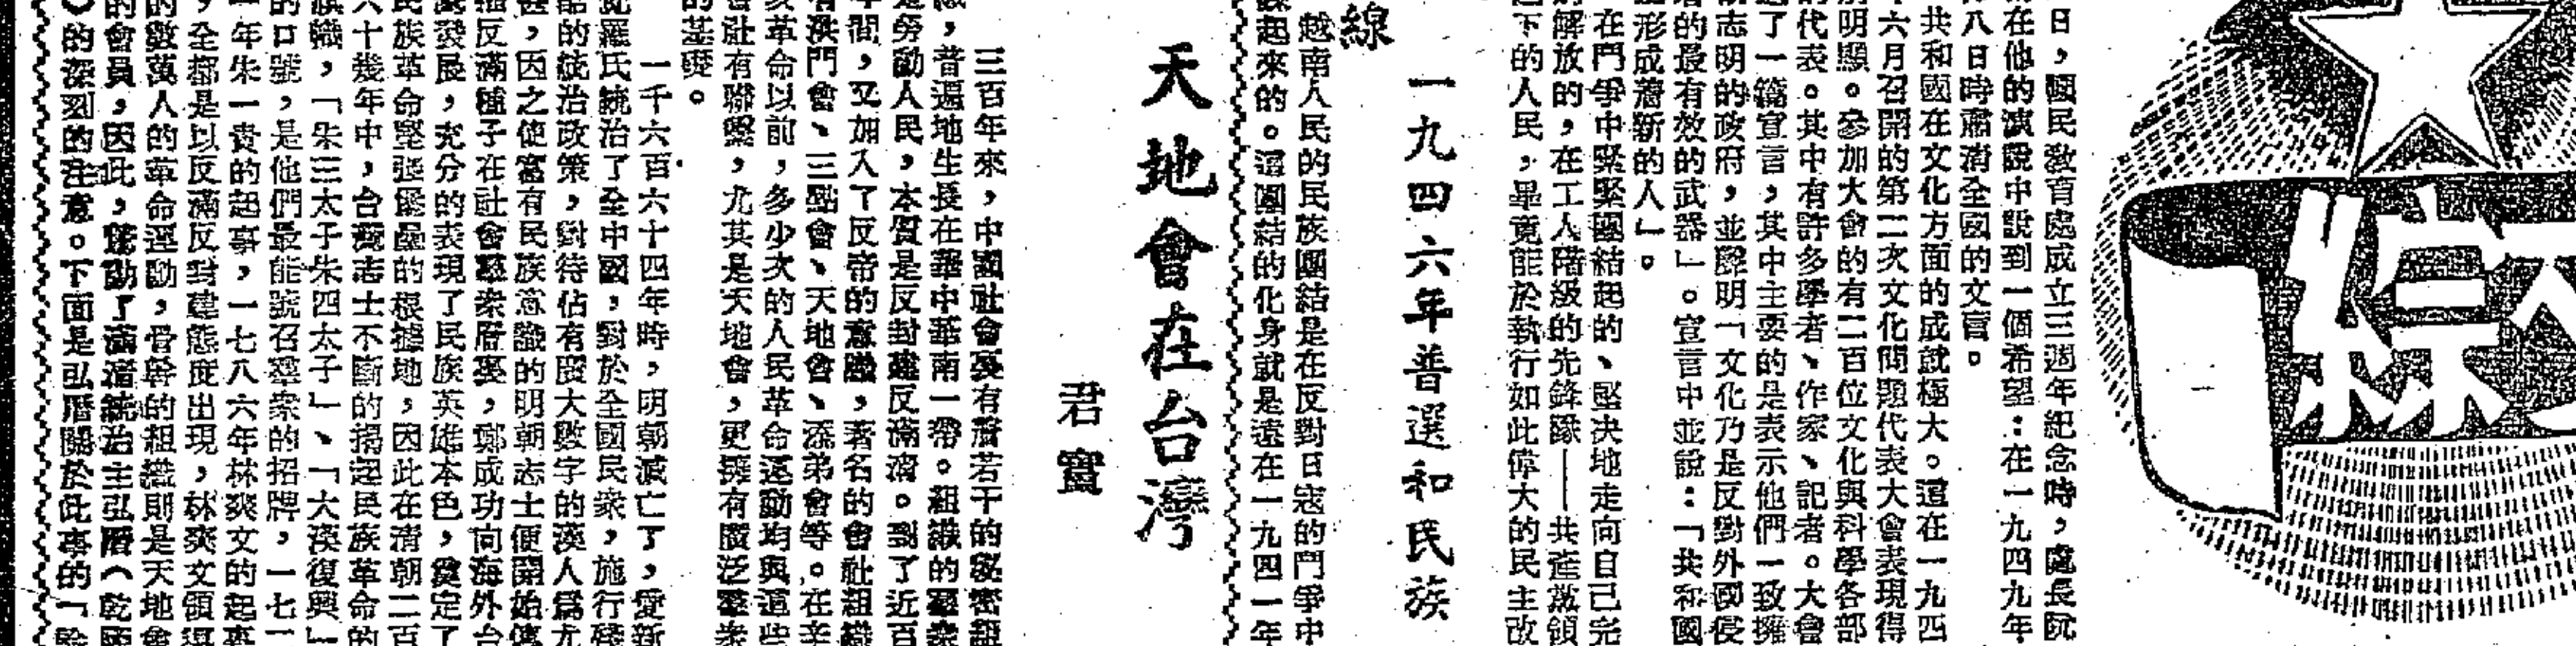 日，國民教育處成立三週年紀念時，處長阮
在他的演說中說到一個希望：在一九四九年
八日時肅清全國的文盲。
共和國在文化方面的成就極大。遠在一九四
六月召開的第二次文化問題代表大會表現得
明顯。參加大會的有二百位文化與科學各部
代表。其中有許多學者、作家、記者。大會
了一篇宣言，其中主要的是表示他們一致擁
志明的政府，並聲明「文化乃是反對外國侵
的最有效的武器」。宣言中並說：「共和國
形成着新的人」。
在鬥爭中緊緊團結起的、堅決地走向自己完
解放的，在工人階級的先鋒隊——共產黨領
下的人民，畢竟能於執行如此偉大的民主改
一九四六年普選和民族
線
越南人民的民族團結是在反對日寇的鬥爭中
起來的。這團結的化身就是遠在一九四一年
天地會在台灣
君實
三百年來，中國社會裏有着若干的秘密組
，普遍地生長在華中華南一帶。組織的羣衆
是勞動人民，本質是反封建反滿清。到了近百
年間，又加入了反帝的意識，著名的會社組織
有洪門會、三點會、天地會、添弟會等。在辛
亥革命以前，多少次的人民革命運動均與這些
會社有聯繫，尤其是天地會，更擁有廣泛羣衆
的基礎。
一千六百六十四年時，明朝滅亡了，愛新
覺羅氏統治了全中國，對於全國民衆，施行殘
酷的統治政策，對待佔有廣大數字的漢人爲尤
甚，因之使富有民族意識的明朝志士便開始傳
播反滿種子在社會羣衆層裏，鄭成功向海外台
灣發展，充分的表現了民族英雄本色，奠定了
民族革命堅强堡壘的根據地，因此在清朝二百
六十幾年中，台灣志士不斷的揭起民族革命的
旗幟，「朱三太子朱四太子」、「大漢復興」
的口號，是他們最能號召羣衆的招牌，一七二
一年朱一貴的起事，一七八六年林爽文的起事
，全都是以反滿反對建態度出現，林爽文領導
的數萬人的革命運動，骨幹的組織則是天地會
的會員，因此，驚動了滿清統治主弘曆（乾隆
）的深刻的注意。下面是弘曆關於此事的「